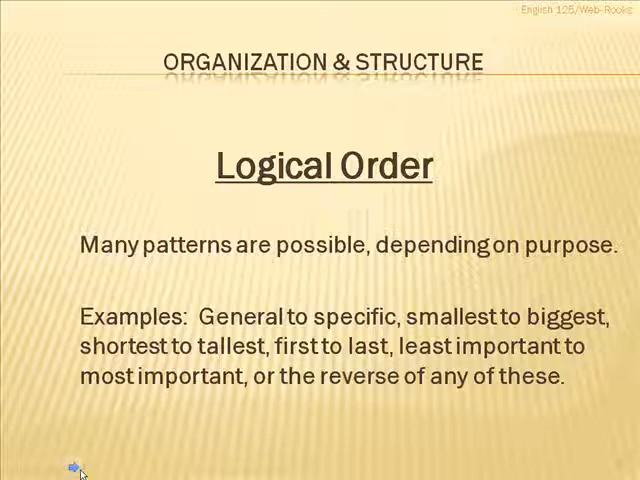 English 125/Web-Rooks
ORGANIZATION & STRUCTURE
Logical Order
Many patterns are possible, depending on purpose.
Examples: General to specific, smallest to biggest,
shortest to tallest, first to last, least important to
most important, or the reverse of any of these.